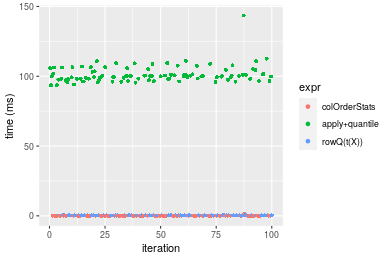 150
100
50
0
time (ms)
0
25
50
75
100
iteration
expr
colOrderStats
apply+quantile
rowQ(t(X))